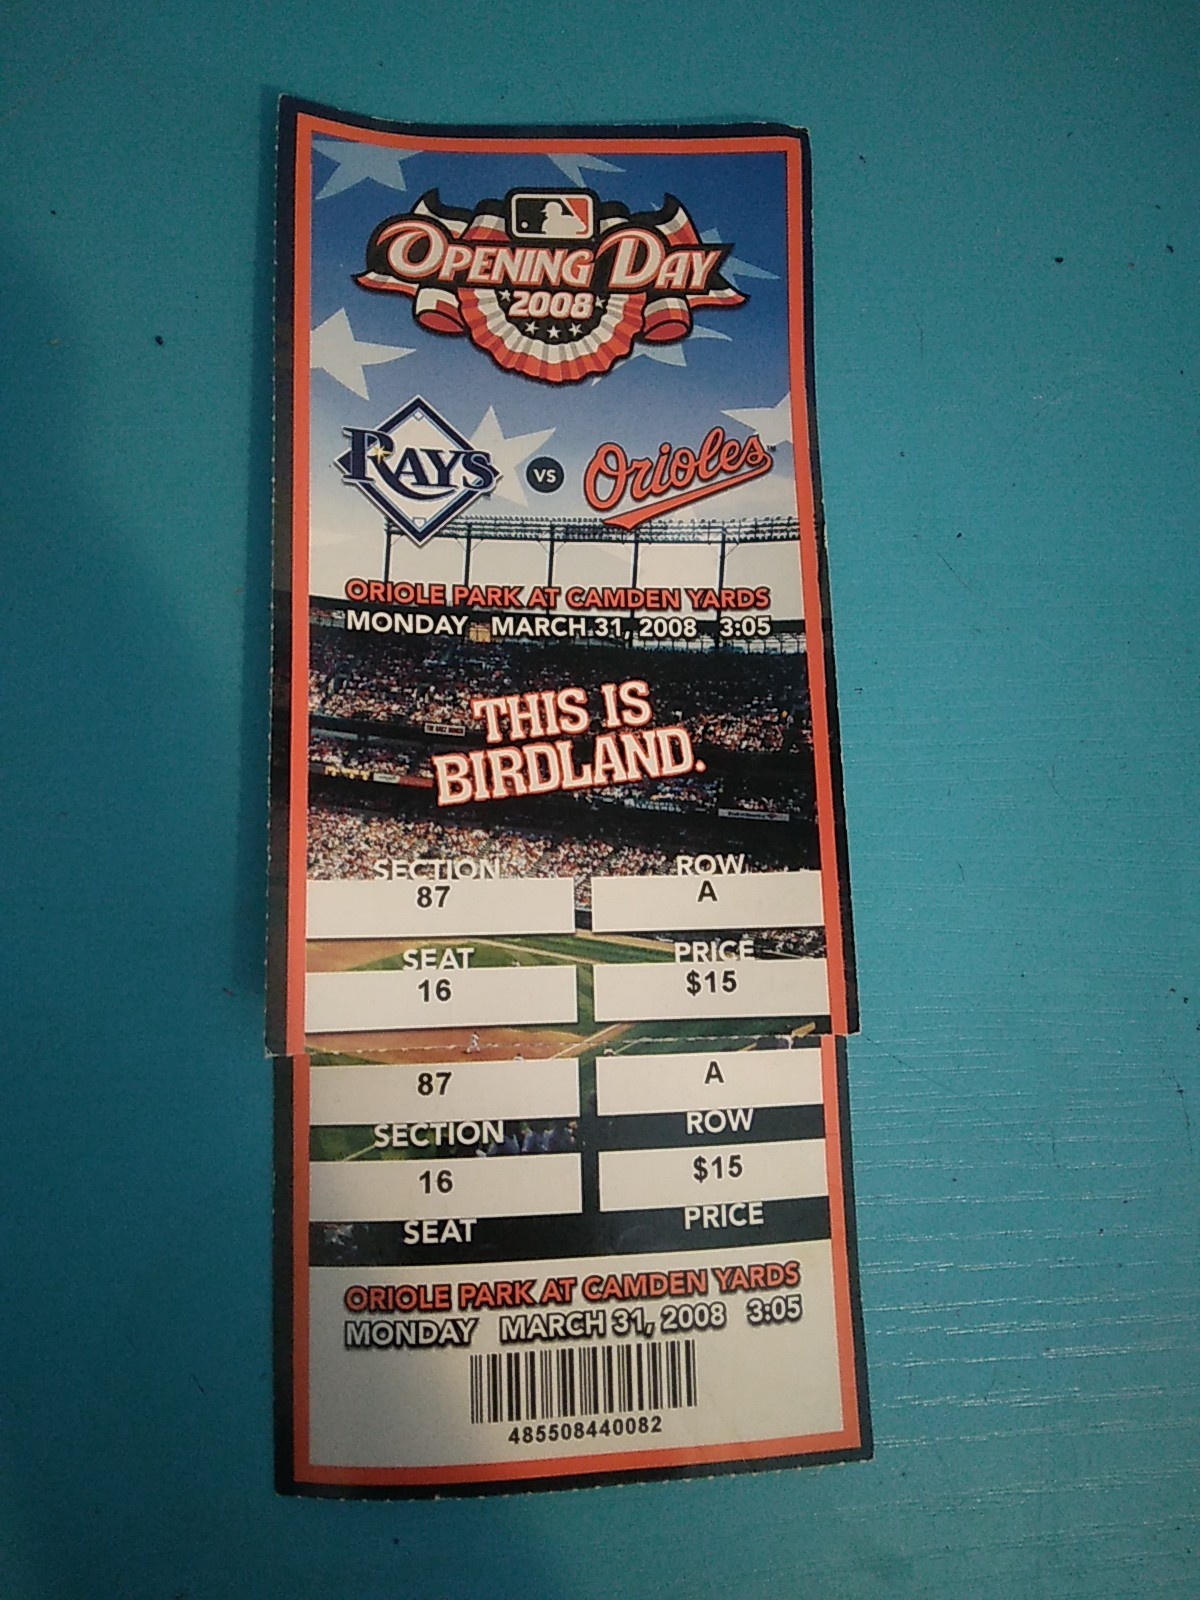 OPENING DAY
2008
RAYS VS Orioles™
ORIOLE PARK AT CAMDEN YARDS
MONDAY MARCH 31, 2008 3:05
THIS IS
BIRDLAND.
SECTION ROW
87 A
SEAT PRICE
16 $15
87 A
SECTION ROW
16 $15
SEAT PRICE
ORIOLE PARK AT CAMDEN YARDS
MONDAY MARCH 31, 2008 3:05
485508440082